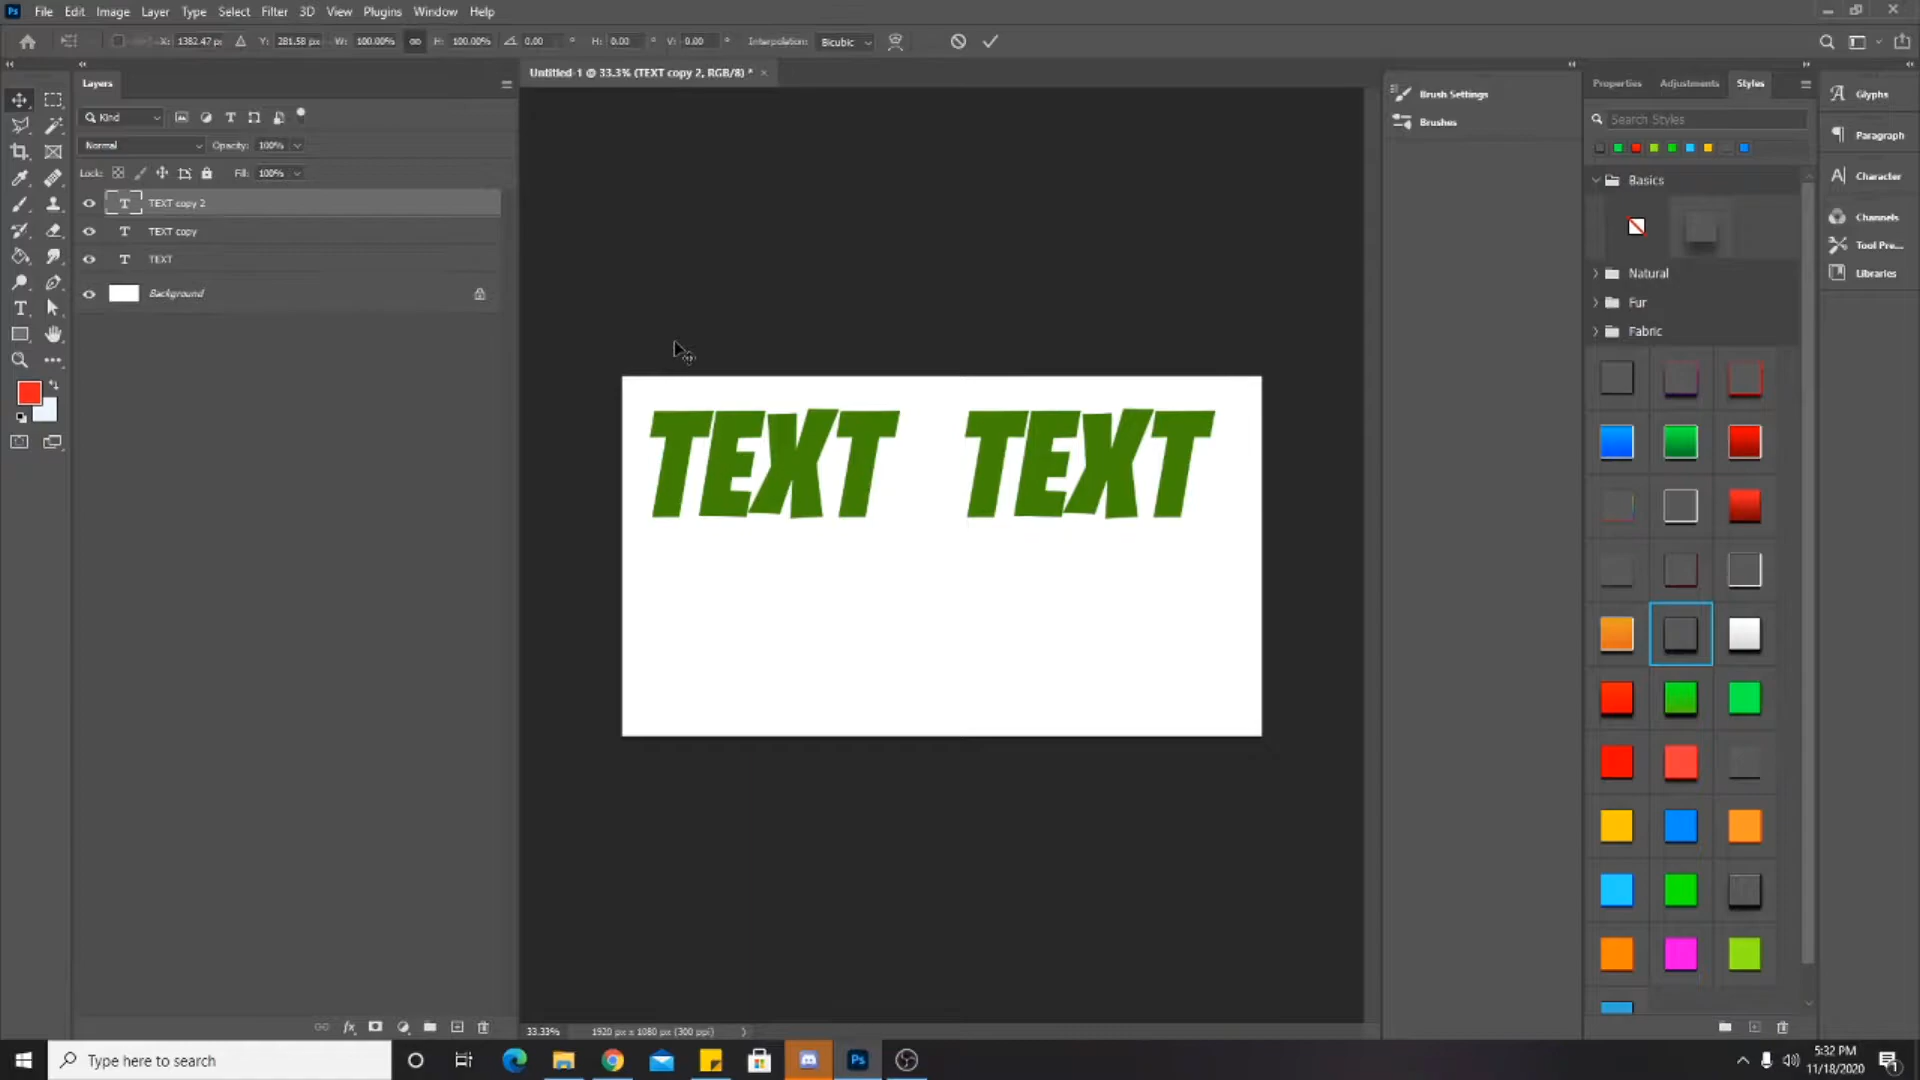 Ps File Edit Image Layer Type Select Filter 3D View Plugins Window Help
X: 1382.47 px Y: 281.58 px W: 100.00% H: 100.00% 0.00 ° H: 0.00 ° V: 0.00 ° Interpolation: Bicubic
Layers
Untitled-1 @ 33.3% (TEXT copy 2, RGB/8) * ×
Kind
Normal Opacity: 100%
Lock: Fill: 100%
TEXT copy 2
TEXT copy
TEXT
Background
TEXT TEXT
Brush Settings
Brushes
Properties Adjustments Styles
Search Styles
Basics
Natural
Fur
Fabric
Glyphs
Paragraph
Character
Channels
Tool Pre...
Libraries
33.33% 1920 px x 1080 px (300 ppi)
Type here to search
Ps
5:32 PM
11/18/2020
1